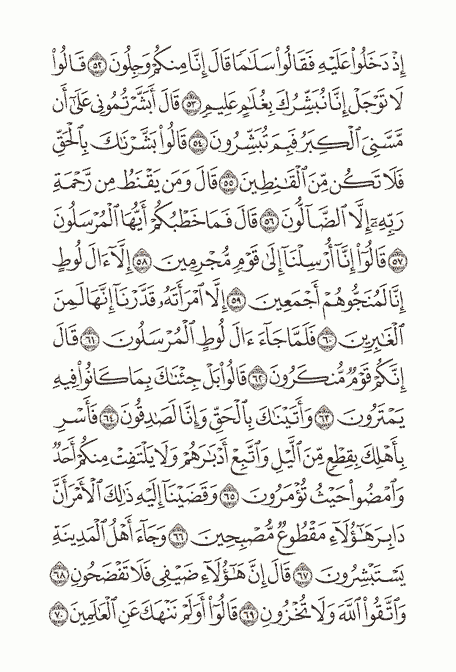 إِذْ دَخَلُوا۟ عَلَيْهِ فَقَالُوا۟ سَلَـٰمًا قَالَ إِنَّا مِنكُمْ وَجِلُونَ ٥٢ قَالُوا۟
لَا تَوْجَلْ إِنَّا نُبَشِّرُكَ بِغُلَـٰمٍ عَلِيمٍ ٥٣ قَالَ أَبَشَّرْتُمُونِى عَلَىٰٓ أَن
مَّسَّنِىَ ٱلْكِبَرُ فَبِمَ تُبَشِّرُونَ ٥٤ قَالُوا۟ بَشَّرْنَـٰكَ بِٱلْحَقِّ
فَلَا تَكُن مِّنَ ٱلْقَـٰنِطِينَ ٥٥ قَالَ وَمَن يَقْنَطُ مِن رَّحْمَةِ
رَبِّهِۦٓ إِلَّا ٱلضَّآلُّونَ ٥٦ قَالَ فَمَا خَطْبُكُمْ أَيُّهَا ٱلْمُرْسَلُونَ
٥٧ قَالُوٓا۟ إِنَّآ أُرْسِلْنَآ إِلَىٰ قَوْمٍ مُّجْرِمِينَ ٥٨ إِلَّآ ءَالَ لُوطٍ
إِنَّا لَمُنَجُّوهُمْ أَجْمَعِينَ ٥٩ إِلَّا ٱمْرَأَتَهُۥ قَدَّرْنَآ إِنَّهَا لَمِنَ
ٱلْغَـٰبِرِينَ ٦٠ فَلَمَّا جَآءَ ءَالَ لُوطٍ ٱلْمُرْسَلُونَ ٦١ قَالَ
إِنَّكُمْ قَوْمٌ مُّنكَرُونَ ٦٢ قَالُوا۟ بَلْ جِئْنَـٰكَ بِمَا كَانُوا۟ فِيهِ
يَمْتَرُونَ ٦٣ وَأَتَيْنَـٰكَ بِٱلْحَقِّ وَإِنَّا لَصَـٰدِقُونَ ٦٤ فَأَسْرِ
بِأَهْلِكَ بِقِطْعٍ مِّنَ ٱلَّيْلِ وَٱتَّبِعْ أَدْبَـٰرَهُمْ وَلَا يَلْتَفِتْ مِنكُمْ أَحَدٌ
وَٱمْضُوا۟ حَيْثُ تُؤْمَرُونَ ٦٥ وَقَضَيْنَآ إِلَيْهِ ذَٰلِكَ ٱلْأَمْرَ أَنَّ
دَابِرَ هَـٰٓؤُلَآءِ مَقْطُوعٌ مُّصْبِحِينَ ٦٦ وَجَآءَ أَهْلُ ٱلْمَدِينَةِ
يَسْتَبْشِرُونَ ٦٧ قَالَ إِنَّ هَـٰٓؤُلَآءِ ضَيْفِى فَلَا تَفْضَحُونِ ٦٨
وَٱتَّقُوا۟ ٱللَّهَ وَلَا تُخْزُونِ ٦٩ قَالُوٓا۟ أَوَلَمْ نَنْهَكَ عَنِ ٱلْعَـٰلَمِينَ ٧٠